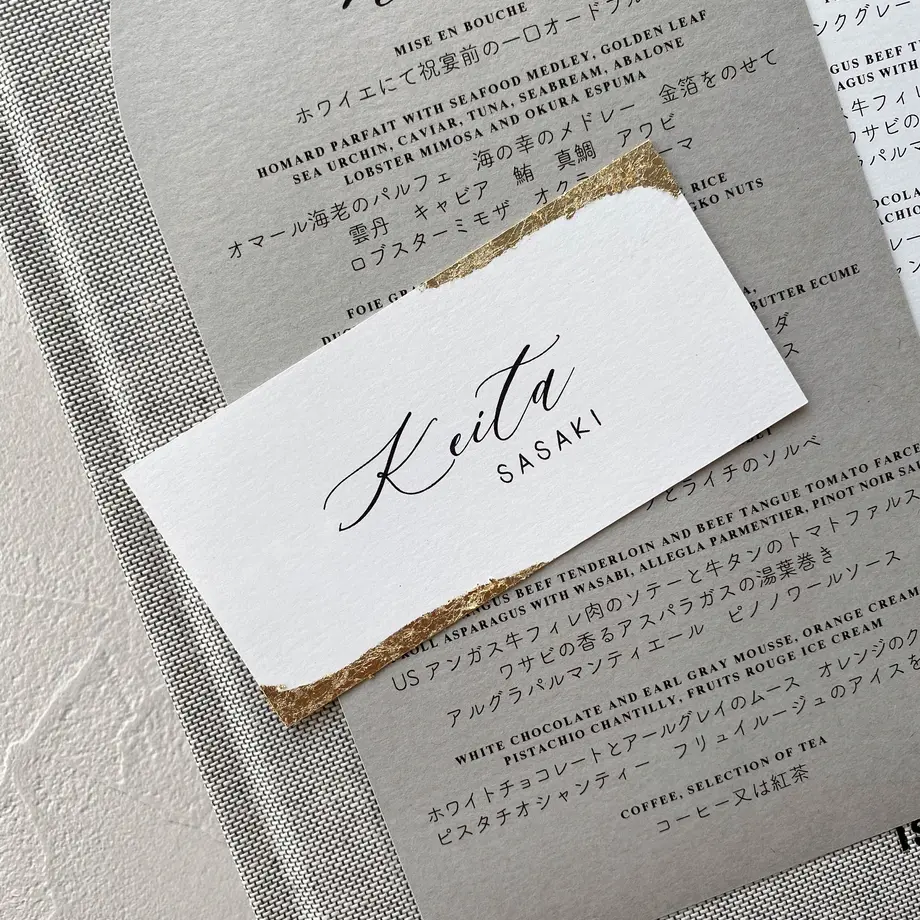 MISE EN BOUCHE
ホワイエにて祝宴前の一口オードブル
HOMARD PARFAIT WITH SEAFOOD MEDLEY, GOLDEN LEAF
SEA URCHIN, CAVIAR, TUNA, SEABREAM, ABALONE
LOBSTER MIMOSA AND OKURA ESPUMA
オマール海老のパルフェ 海の幸のメドレー 金箔をのせて
雲丹 キャビア 鮪 真鯛 アワビ
ロブスターミモザ オクラ
RICE
FOIE
BUTTER ECUME
Keita
SASAKI
とライチのソルベ
BEEF TENDERLOIN AND BEEF TANGUE TOMATO FARCE
ROLL ASPARAGUS WITH WASABI, ALLEGLA PARMENTIER, PINOT NOIR
US アンガス牛フィレ肉のソテーと牛タンのトマトファルス
ワサビの香るアスパラガスの湯葉巻き
アルグラパルマンティエール ピノノワールソース
WHITE CHOCOLATE AND EARL GRAY MOUSSE, ORANGE CREAM
PISTACHIO CHANTILLY, FRUITS ROUGE ICE CREAM
ホワイトチョコレートとアールグレイのムース オレンジの
ピスタチオシャンティー フリュイルージュのアイスを
COFFEE, SELECTION OF TEA
コーヒー又は紅茶